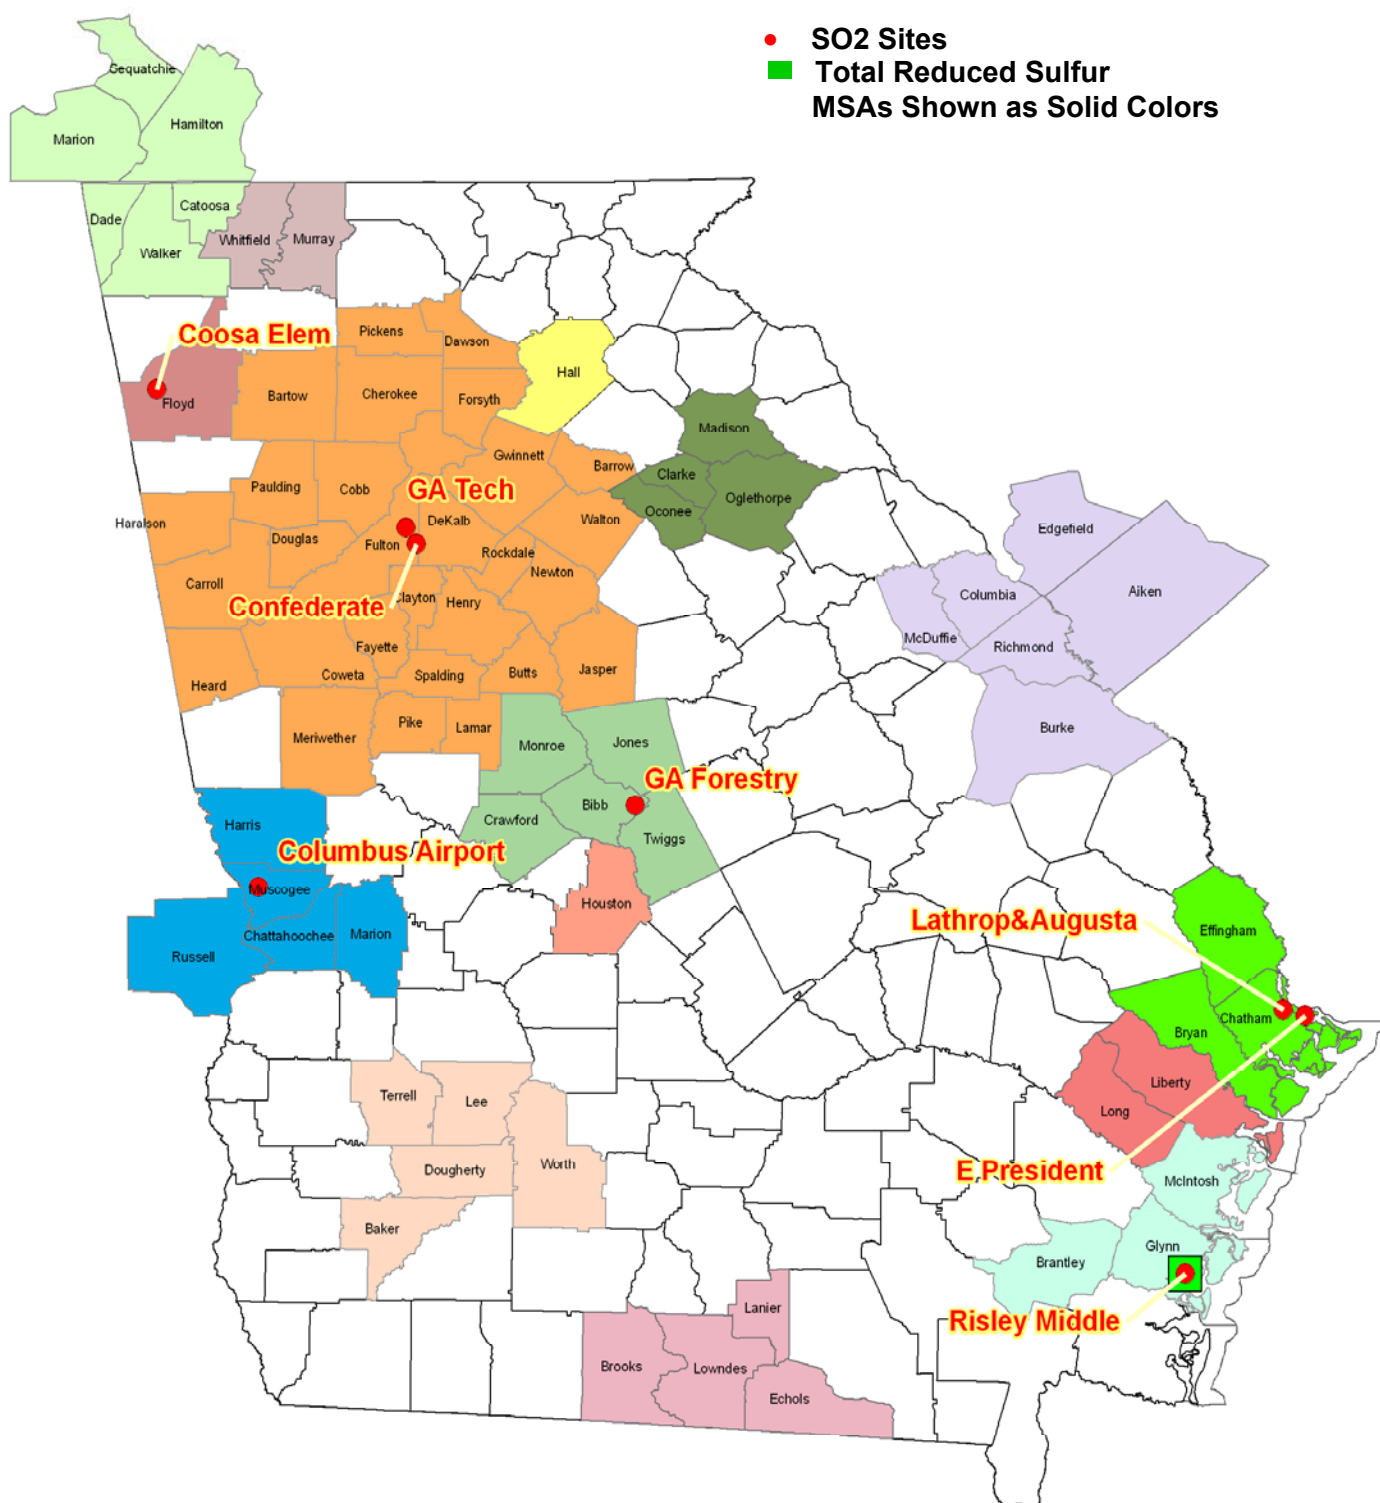 SO2 Sites
Total Reduced Sulfur
MSAs Shown as Solid Colors
Sequatchie
Marion
Hamilton
Dade
Catoosa
Walker
Whitfield
Murray
Coosa Elem
Floyd
Pickens
Dawson
Bartow
Cherokee
Forsyth
Hall
Madison
Clarke
Oglethorpe
Oconee
Gwinnett
Barrow
Paulding
Cobb
GA Tech
Haralson
Douglas
Fulton
DeKalb
Walton
Rockdale
Newton
Carroll
Confederate
Clayton
Henry
Fayette
Heard
Coweta
Spalding
Butts
Jasper
Meriwether
Pike
Lamar
Edgefield
Aiken
Columbia
McDuffie
Richmond
Burke
Monroe
Jones
GA Forestry
Bibb
Crawford
Twiggs
Houston
Harris
Columbus Airport
Muscogee
Chattahoochee
Marion
Russell
Lathrop&Augusta
Effingham
Chatham
Bryan
Liberty
Long
E.President
McIntosh
Glynn
Brantley
Risley Middle
Terrell
Lee
Dougherty
Worth
Baker
Lanier
Brooks
Lowndes
Echols